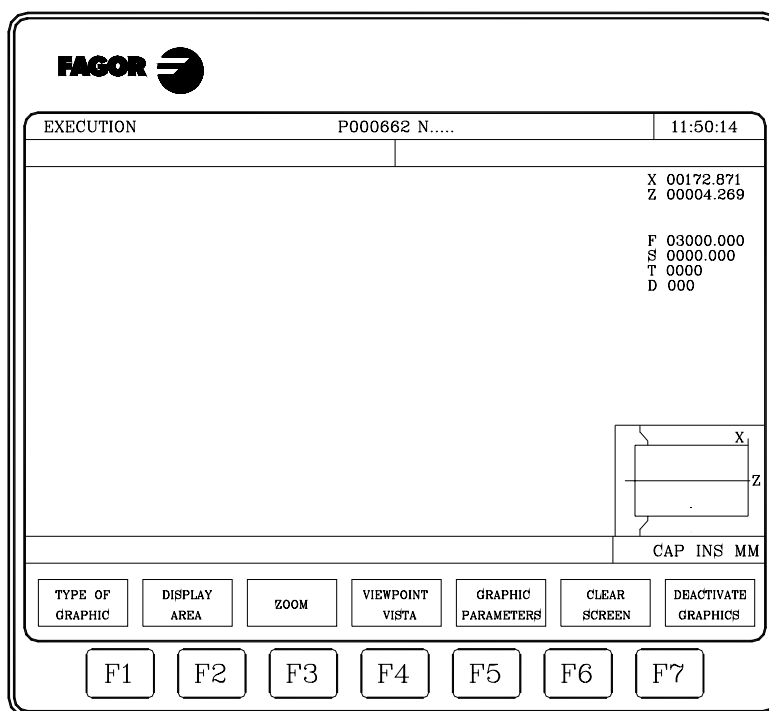 FAGOR
EXECUTION P000662 N..... 11:50:14
X 00172.871
Z 00004.269
F 03000.000
S 0000.000
T 0000
D 000
X
Z
CAP INS MM
TYPE OF GRAPHIC
DISPLAY AREA
ZOOM
VIEWPOINT VISTA
GRAPHIC PARAMETERS
CLEAR SCREEN
DEACTIVATE GRAPHICS
F1 F2 F3 F4 F5 F6 F7